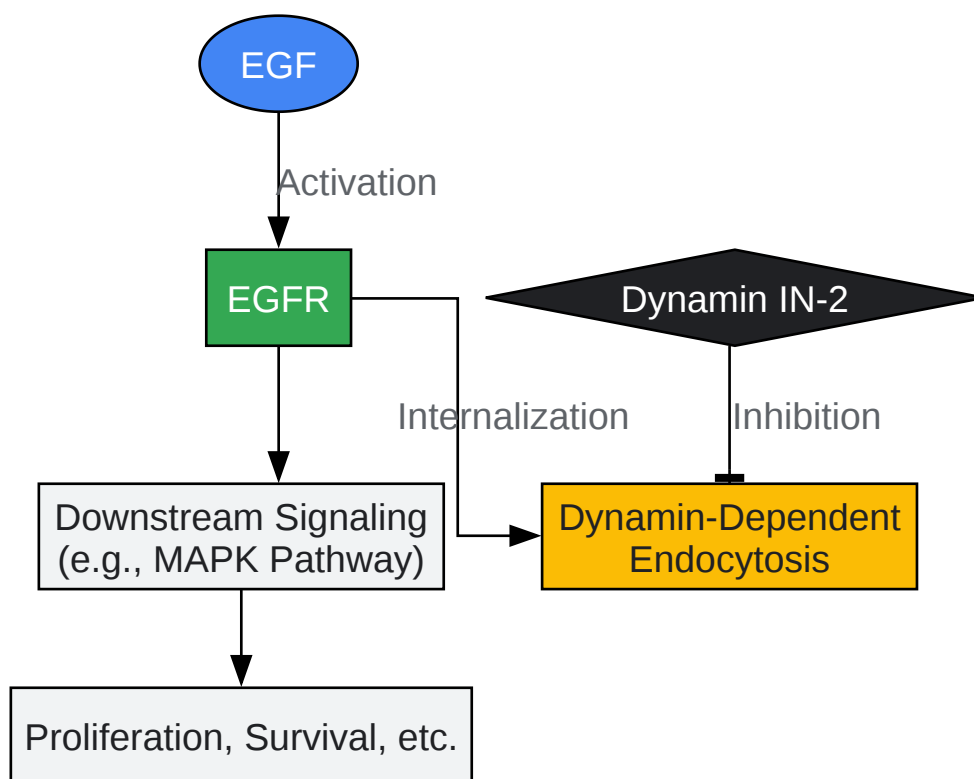 EGF
Activation
EGFR
Dynamin IN-2
Internalization
Inhibition
Downstream Signaling
(e.g., MAPK Pathway)
Dynamin-Dependent
Endocytosis
Proliferation, Survival, etc.